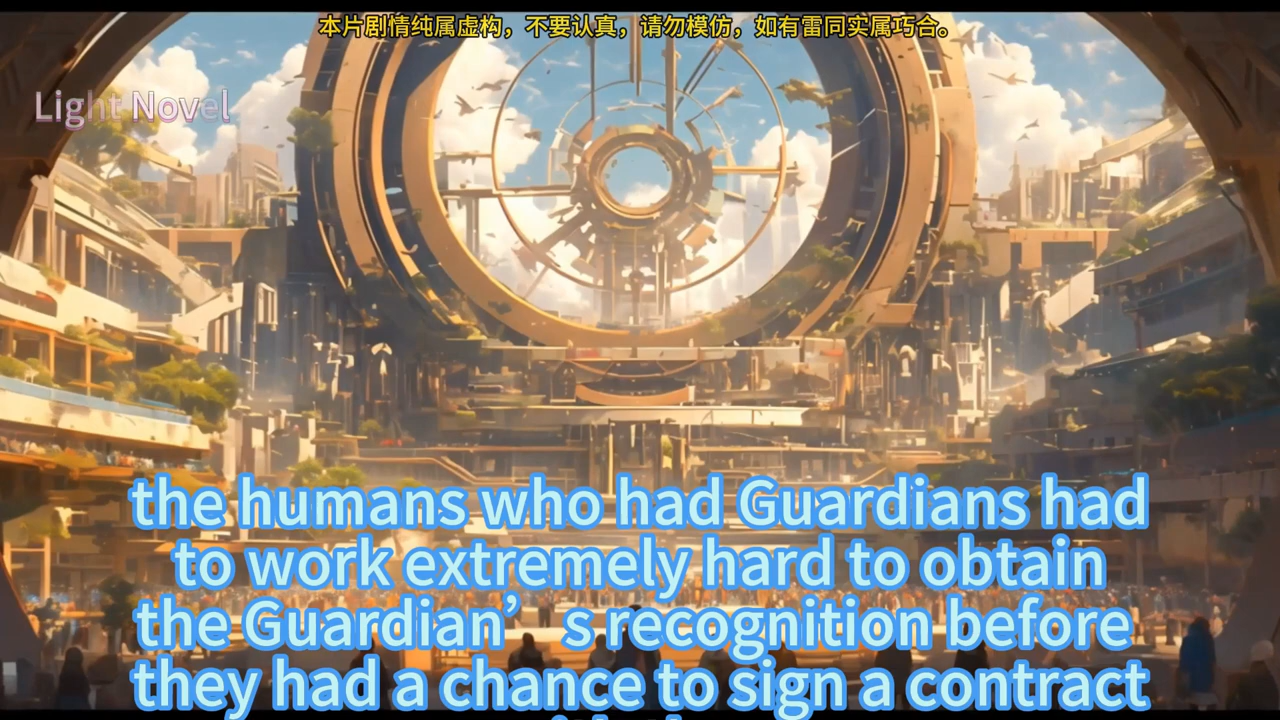 本片剧情纯属虚构，不要认真，请勿模仿，如有雷同实属巧合。
Light Novel
the humans who had Guardians had
to work extremely hard to obtain
the Guardian’s recognition before
they had a chance to sign a contract